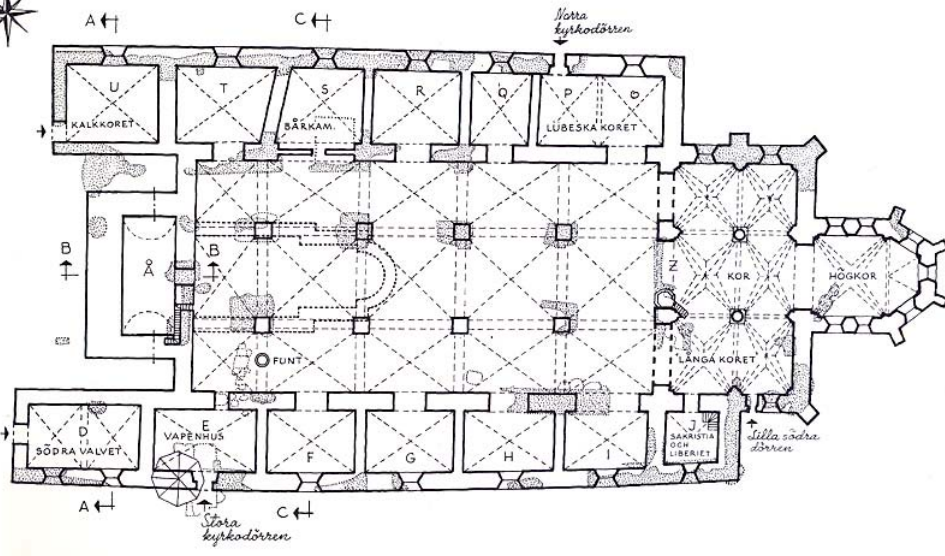 Norra
kyrkodörren
A
C
U
T
S
R
Q
P
O
KALKKORET
BÅRKAM.
LÜBESKA KORET
B
Å
B
Z
KOR
HÖGKOR
FUNT
LÅNGA KORET
D
SÖDRA VALVET
E
VAPENHUS
F
G
H
I
J
SAKRISTIA
OCH
LIBERIET
Lilla södra
dörren
A
C
Stora
kyrkodörren